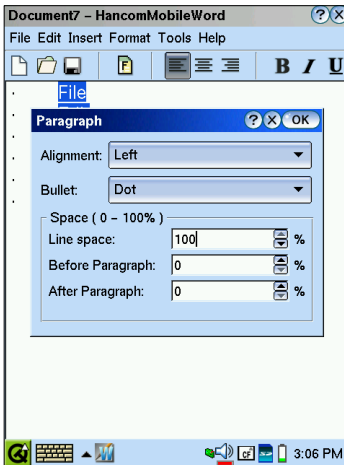 Document7 – HancomMobileWord
File Edit Insert Format Tools Help
F B I U
File
Paragraph ? X OK
Alignment: Left
Bullet: Dot
Space ( 0 – 100% )
Line space: 100 %
Before Paragraph: 0 %
After Paragraph: 0 %
CF 3:06 PM